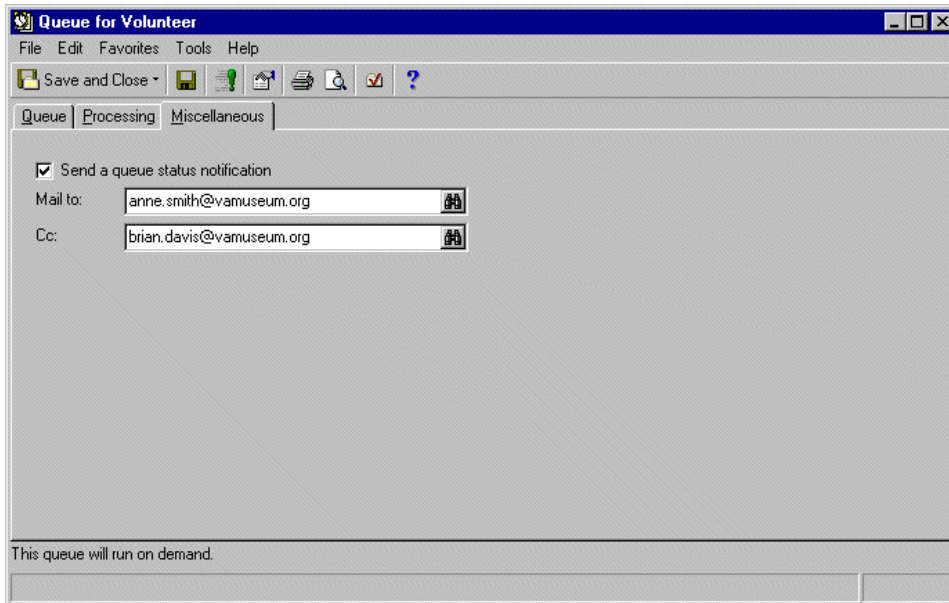 Queue for Volunteer
File Edit Favorites Tools Help
Save and Close
Queue Processing Miscellaneous
Send a queue status notification
Mail to: anne.smith@vamuseum.org
Cc: brian.davis@vamuseum.org
This queue will run on demand.